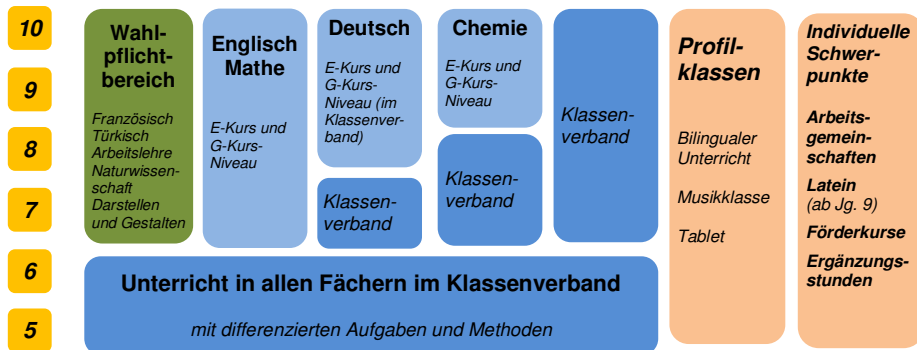 10
9
8
7
6
5
Wahl-
pflicht-
bereich
Französisch
Türkisch
Arbeitslehre
Naturwissen-
schaft
Darstellen
und Gestalten
Englisch
Mathe
E-Kurs und
G-Kurs-
Niveau
Deutsch
E-Kurs und
G-Kurs-
Niveau (im
Klassenver-
band)
Klassen-
verband
Chemie
E-Kurs und
G-Kurs-
Niveau
Klassen-
verband
Klassen-
verband
Unterricht in allen Fächern im Klassenverband
mit differenzierten Aufgaben und Methoden
Profil-
klassen
Bilingualer
Unterricht
Musikklasse
Tablet
Individuelle
Schwer-
punkte
Arbeits-
gemein-
schaften
Latein
(ab Jg. 9)
Förderkurse
Ergänzungs-
stunden